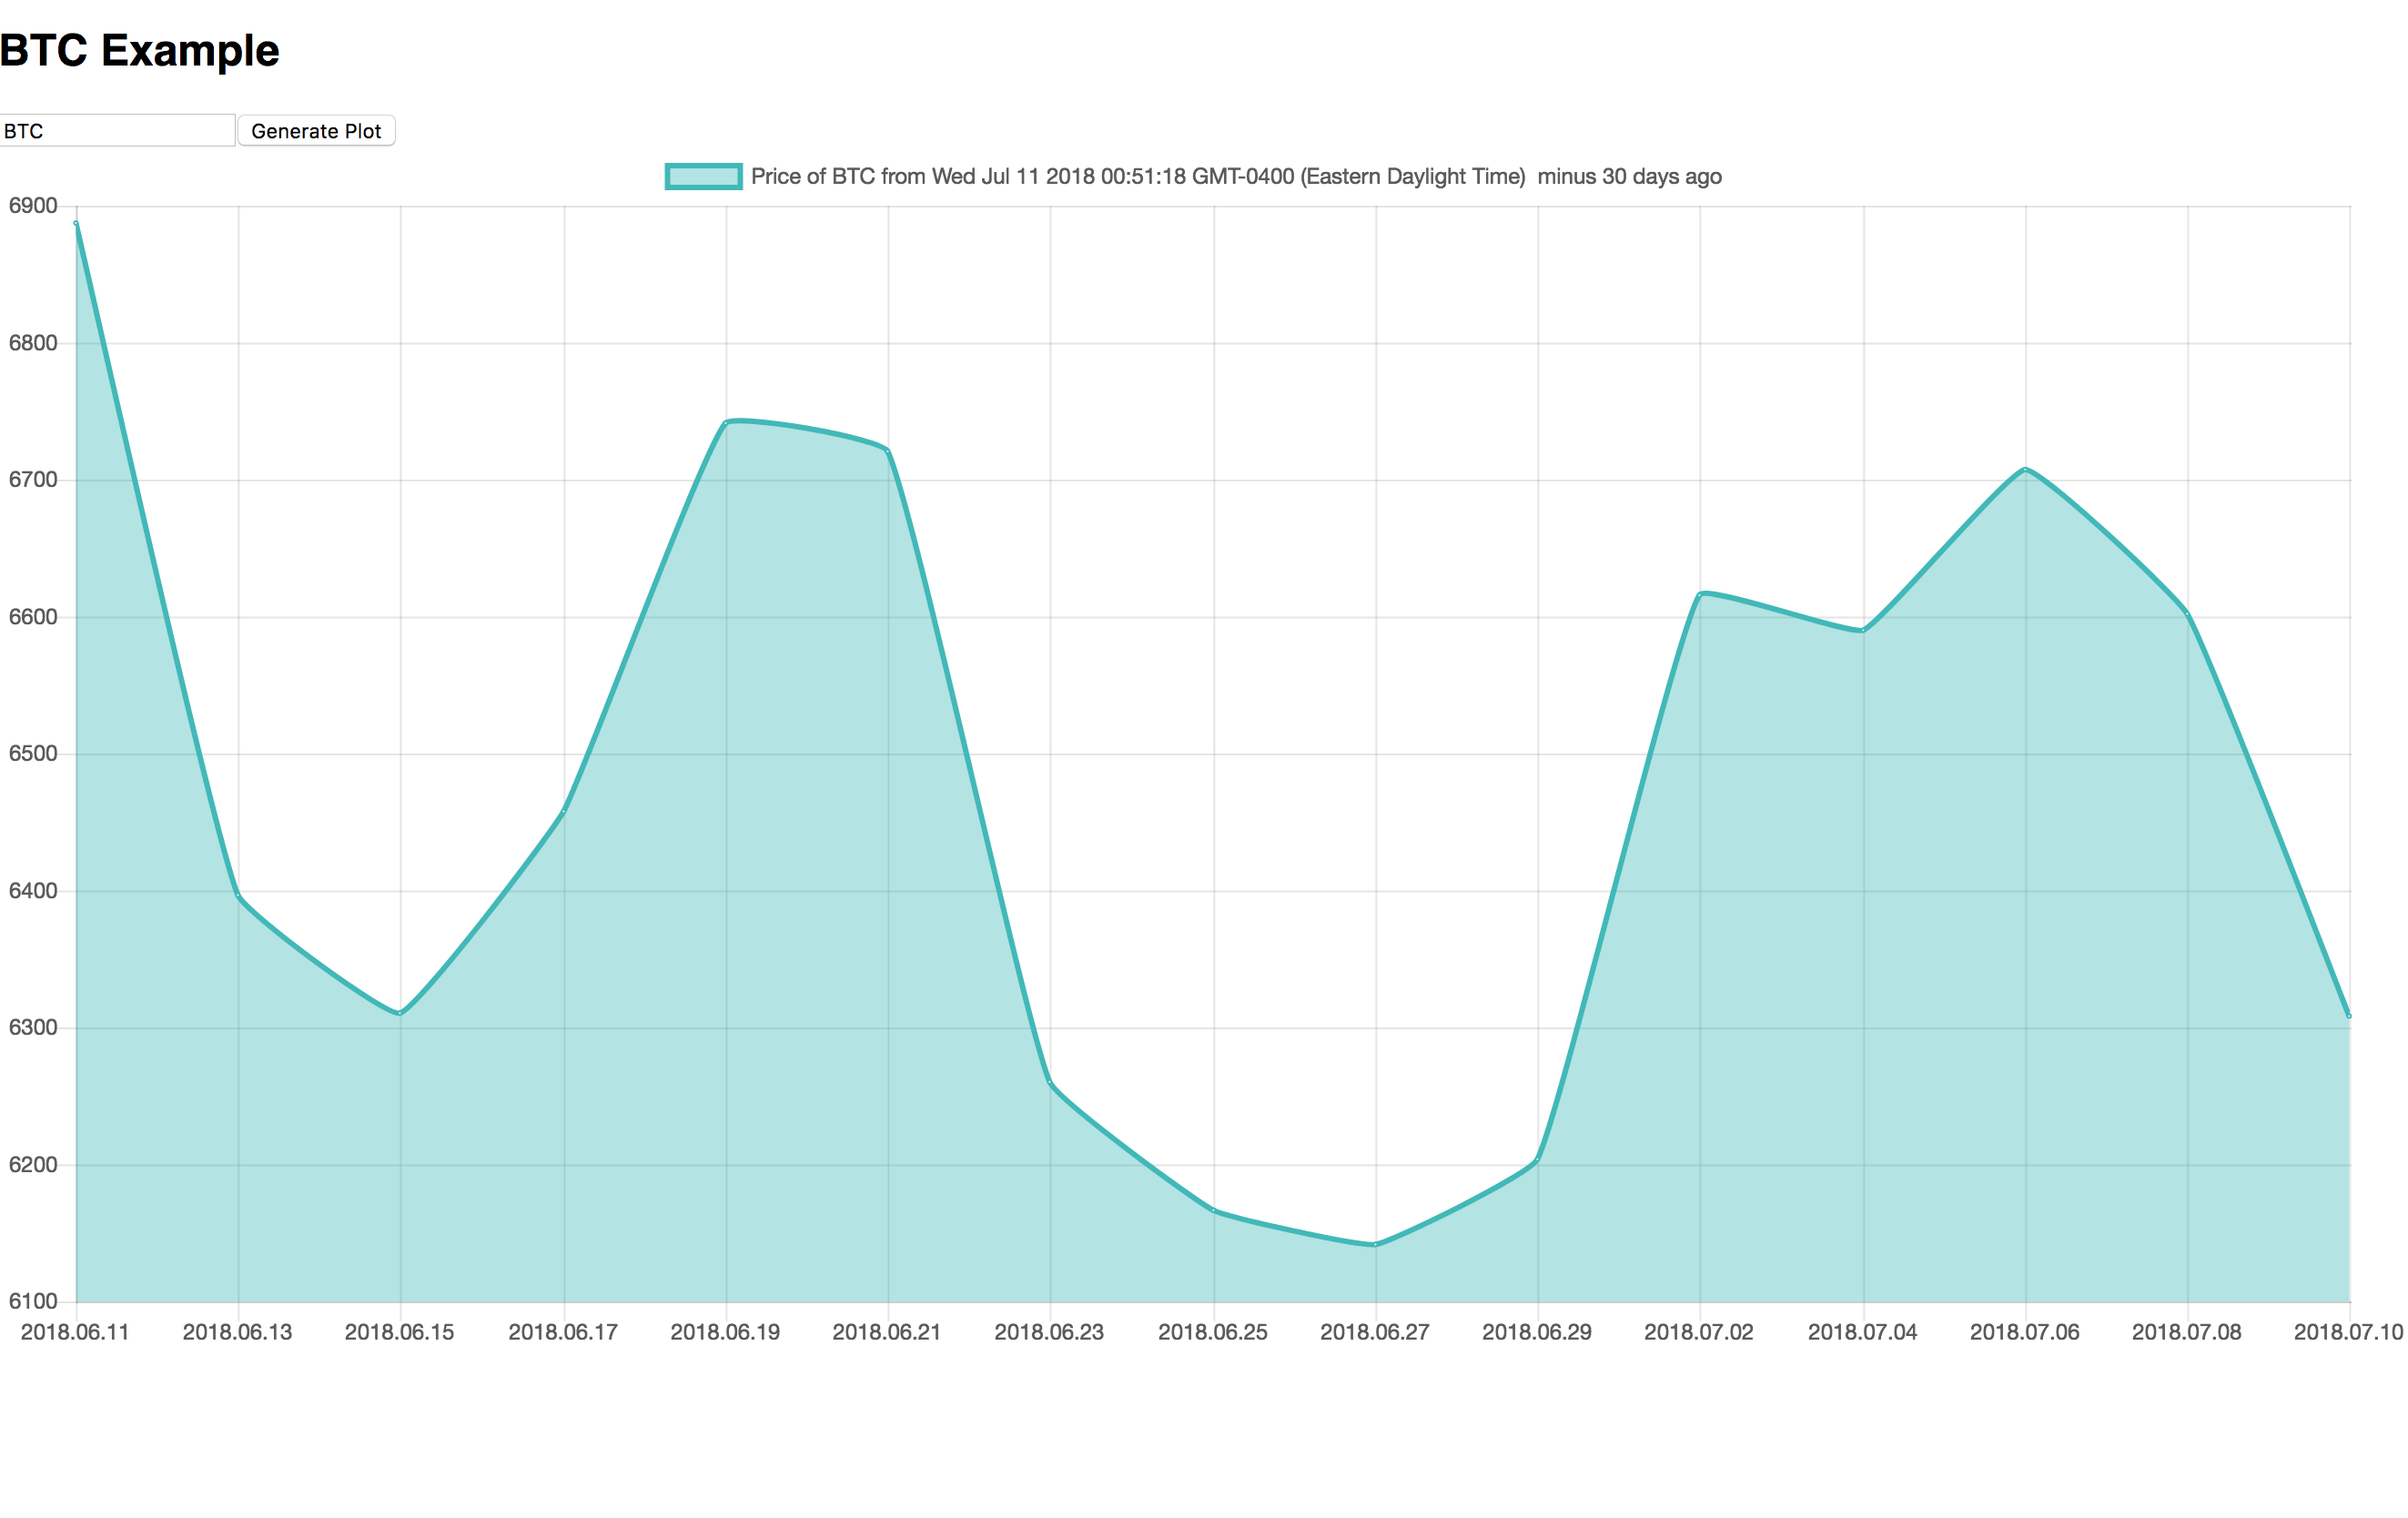 BTC Example
BTC Generate Plot
Price of BTC from Wed Jul 11 2018 00:51:18 GMT-0400 (Eastern Daylight Time)  minus 30 days ago
6900
6800
6700
6600
6500
6400
6300
6200
6100
2018.06.11 2018.06.13 2018.06.15 2018.06.17 2018.06.19 2018.06.21 2018.06.23 2018.06.25 2018.06.27 2018.06.29 2018.07.02 2018.07.04 2018.07.06 2018.07.08 2018.07.10